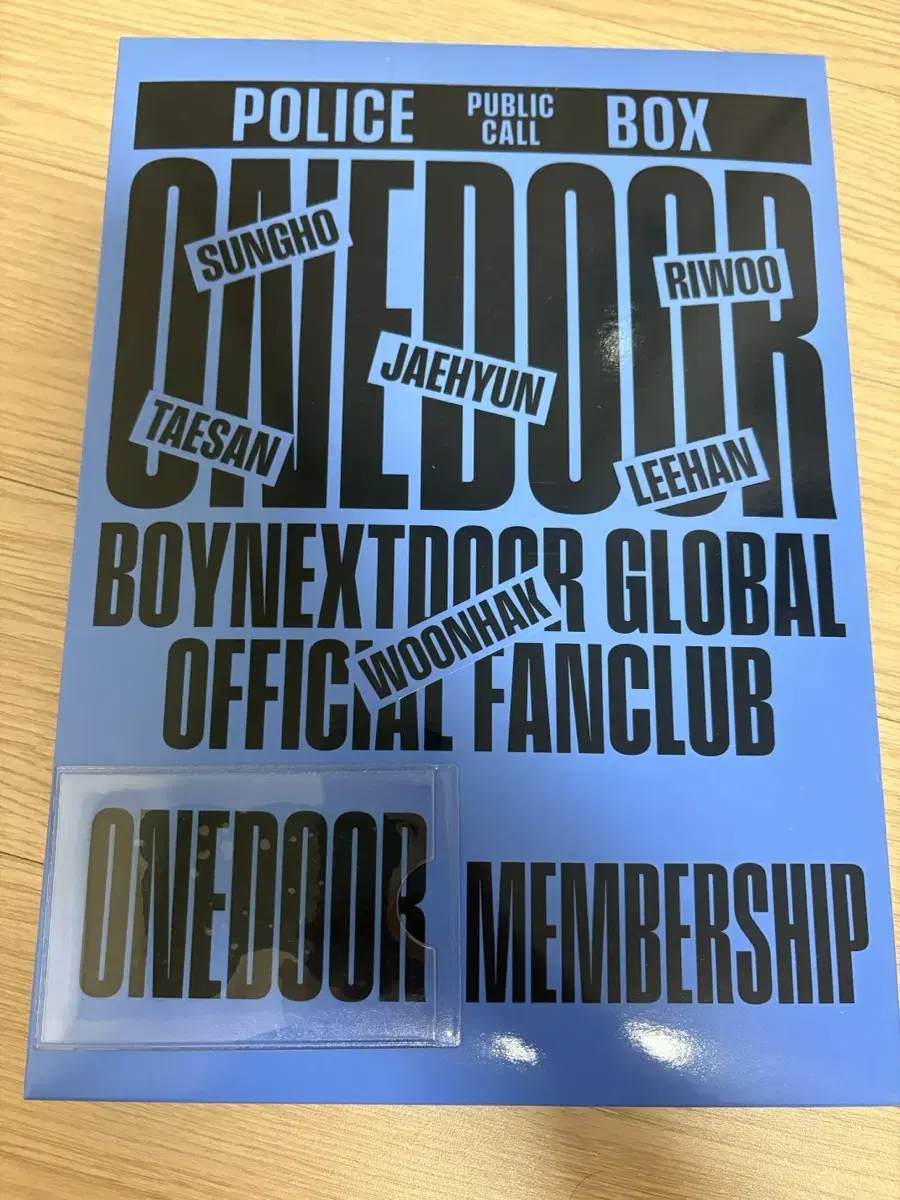 POLICE PUBLIC CALL BOX
ONEDOOR
SUNGHO
RIWOO
JAEHYUN
TAESAN
LEEHAN
BOYNEXTDOOR GLOBAL
WOONHAK
OFFICIAL FANCLUB
ONEDOOR MEMBERSHIP